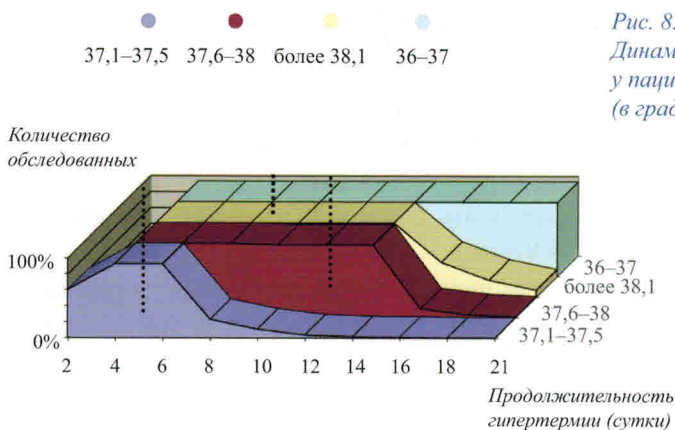 37,1–37,5 37,6–38 более 38,1 36–37
Рис. 8.
Динам
у паци
(в град
Количество
обследованных
100%
0%
2 4 6 8 10 12 14 16 18 21
36–37
более 38,1
37,6–38
37,1–37,5
Продолжительность
гипертермии (сутки)